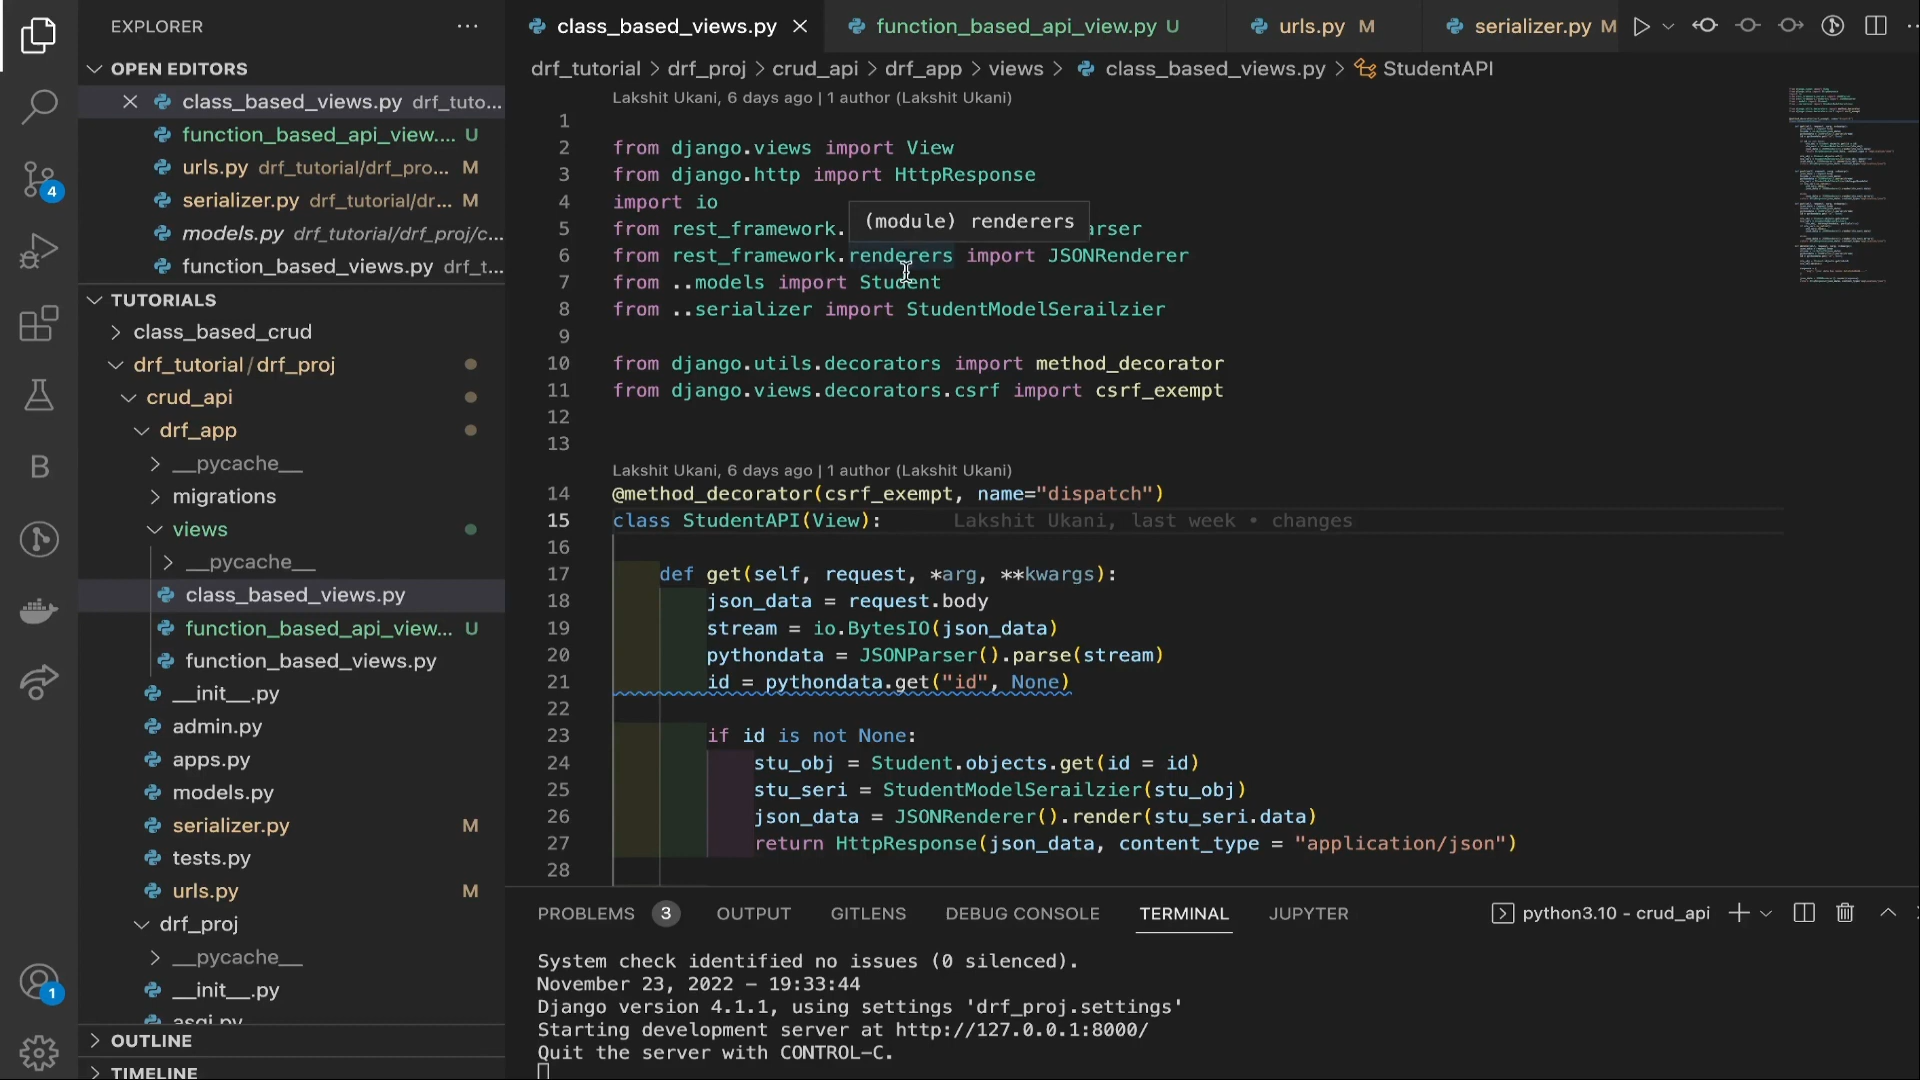 EXPLORER
OPEN EDITORS
class_based_views.py drf_tuto...
function_based_api_view.... U
urls.py drf_tutorial/drf_pro... M
serializer.py drf_tutorial/dr... M
models.py drf_tutorial/drf_proj/c...
function_based_views.py drf_t...
TUTORIALS
class_based_crud
drf_tutorial / drf_proj
crud_api
drf_app
__pycache__
migrations
views
__pycache__
class_based_views.py
function_based_api_view... U
function_based_views.py
__init__.py
admin.py
apps.py
models.py
serializer.py M
tests.py
urls.py M
drf_proj
__pycache__
__init__.py
asgi.py
OUTLINE
TIMELINE
4
B
1
class_based_views.py function_based_api_view.py U urls.py M serializer.py M
drf_tutorial > drf_proj > crud_api > drf_app > views > class_based_views.py > StudentAPI
Lakshit Ukani, 6 days ago | 1 author (Lakshit Ukani)
1
2 from django.views import View
3 from django.http import HttpResponse
4 import io
(module) renderers
5 from rest_framework. arser
6 from rest_framework.renderers import JSONRenderer
7 from ..models import Student
8 from ..serializer import StudentModelSerailzier
9
10 from django.utils.decorators import method_decorator
11 from django.views.decorators.csrf import csrf_exempt
12
13
Lakshit Ukani, 6 days ago | 1 author (Lakshit Ukani)
14 @method_decorator(csrf_exempt, name="dispatch")
15 class StudentAPI(View): Lakshit Ukani, last week • changes
16
17 def get(self, request, *arg, **kwargs):
18 json_data = request.body
19 stream = io.BytesIO(json_data)
20 pythondata = JSONParser().parse(stream)
21 id = pythondata.get("id", None)
22
23 if id is not None:
24 stu_obj = Student.objects.get(id = id)
25 stu_seri = StudentModelSerailzier(stu_obj)
26 json_data = JSONRenderer().render(stu_seri.data)
27 return HttpResponse(json_data, content_type = "application/json")
28
PROBLEMS 3 OUTPUT GITLENS DEBUG CONSOLE TERMINAL JUPYTER python3.10 - crud_api
System check identified no issues (0 silenced).
November 23, 2022 - 19:33:44
Django version 4.1.1, using settings 'drf_proj.settings'
Starting development server at http://127.0.0.1:8000/
Quit the server with CONTROL-C.